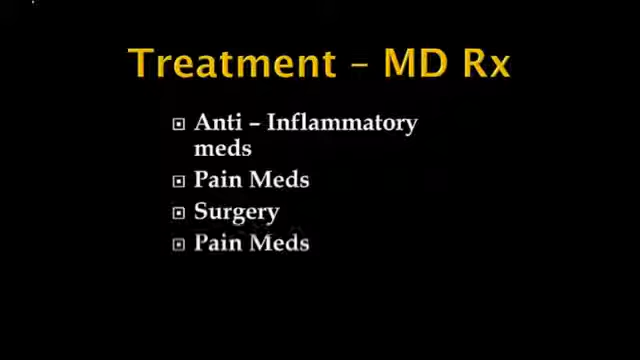 Treatment – MD Rx
Anti – Inflammatory
meds
Pain Meds
Surgery
Pain Meds